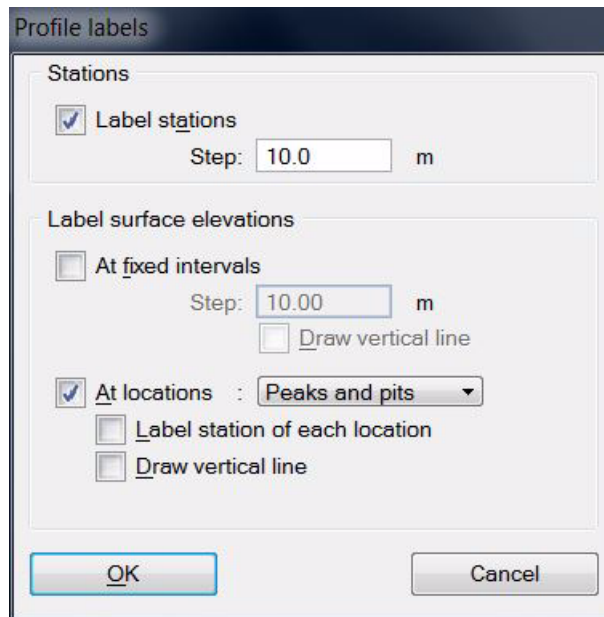 Profile labels
Stations
Label stations
Step: 10.0 m
Label surface elevations
At fixed intervals
Step: 10.00 m
Draw vertical line
At locations : Peaks and pits
Label station of each location
Draw vertical line
OK Cancel